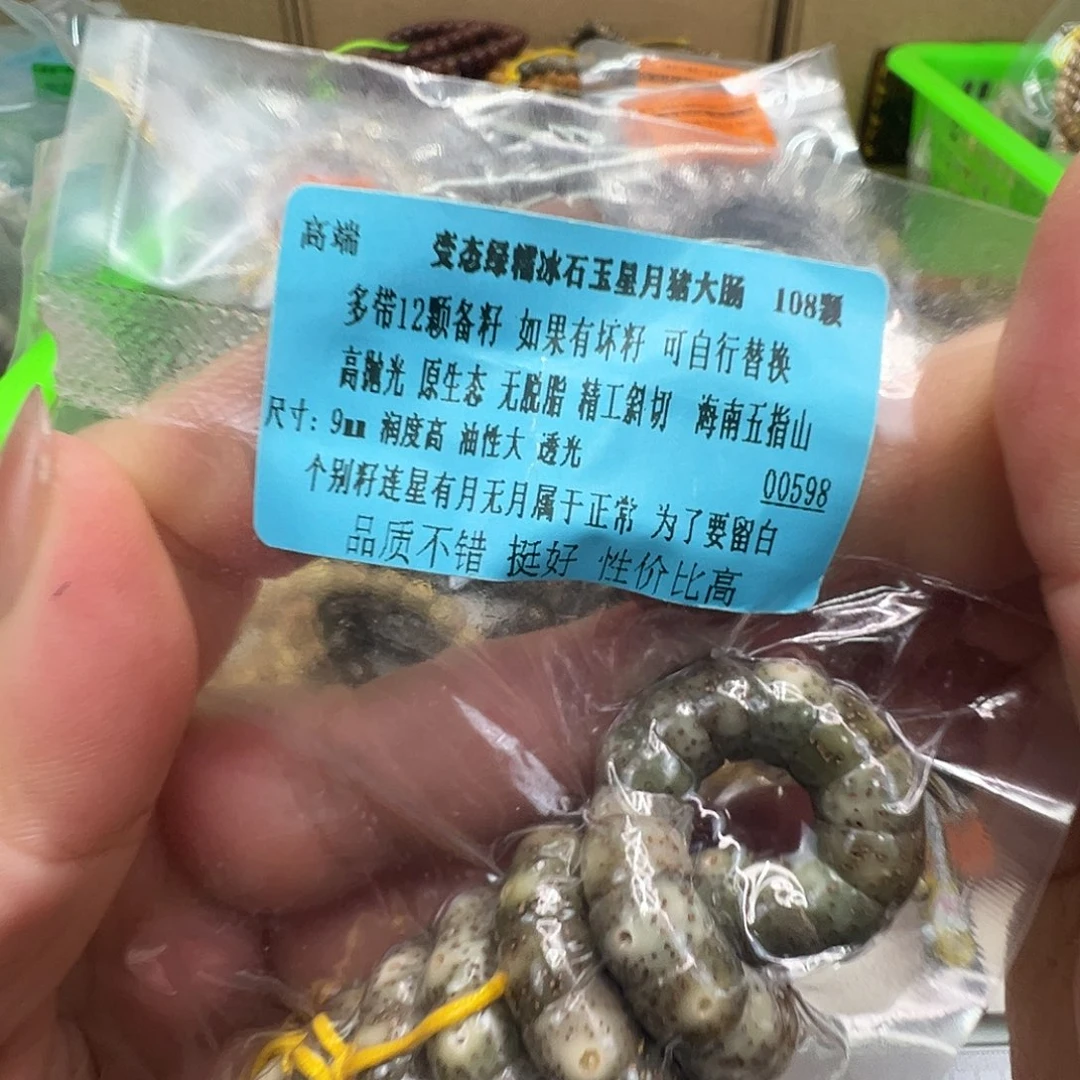 高端 变态绿糯冰石玉星月猪大肠 108颗
多带12颗备籽 如果有坏籽 可自行替换
高抛光 原生态 无脱脂 精工斜切 海南五指山
尺寸：9mm 润度高 油性大 透光
00598
个别籽连星有月无月属于正常 为了要留白
品质不错 挺好 性价比高